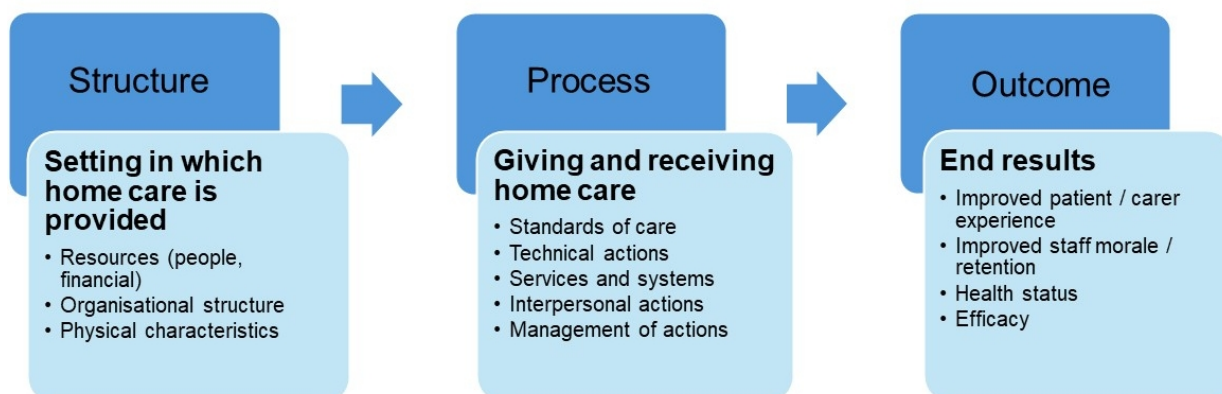 Structure
Setting in which
home care is
provided
• Resources (people,
financial)
• Organisational structure
• Physical characteristics
Process
Giving and receiving
home care
• Standards of care
• Technical actions
• Services and systems
• Interpersonal actions
• Management of actions
Outcome
End results
• Improved patient / carer
experience
• Improved staff morale /
retention
• Health status
• Efficacy